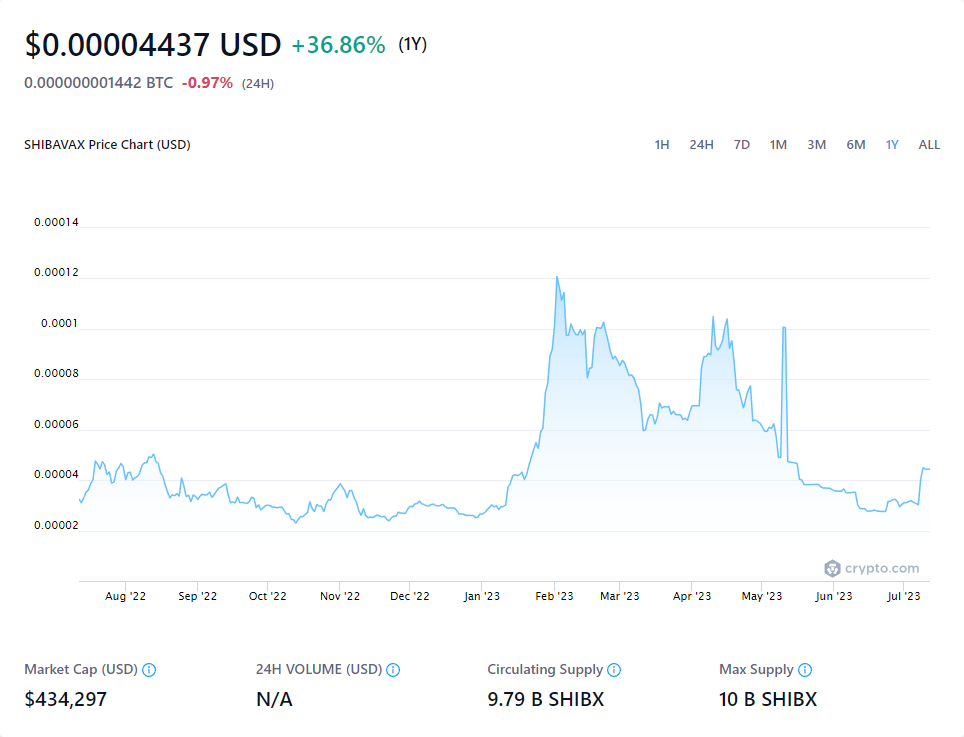 $0.00004437 USD +36.86% (1Y)
0.000000001442 BTC -0.97% (24H)
SHIBAVAX Price Chart (USD) 1H 24H 7D 1M 3M 6M 1Y ALL
0.00014
0.00012
0.0001
0.00008
0.00006
0.00004
0.00002
crypto.com
Aug '22 Sep '22 Oct '22 Nov '22 Dec '22 Jan '23 Feb '23 Mar '23 Apr '23 May '23 Jun '23 Jul '23
Market Cap (USD) 24H VOLUME (USD) Circulating Supply Max Supply
$434,297 N/A 9.79 B SHIBX 10 B SHIBX